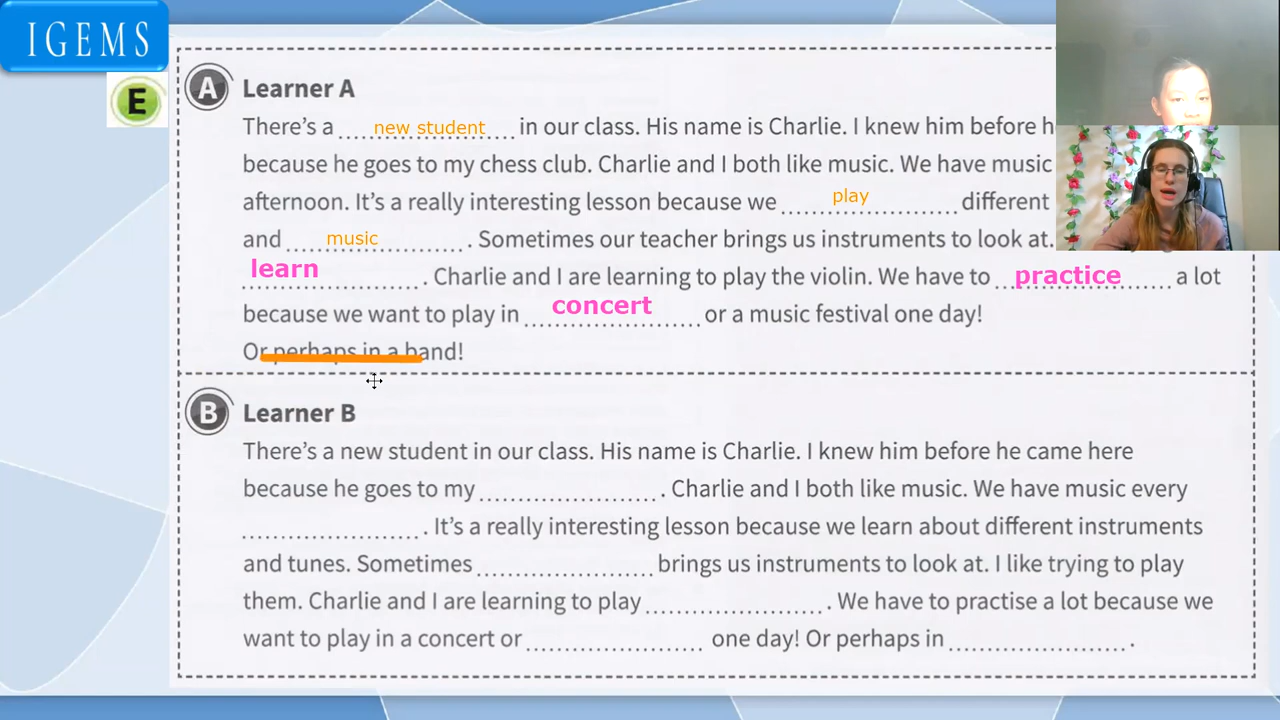 IGEMS
E
A Learner A
There's a new student in our class. His name is Charlie. I knew him before h
because he goes to my chess club. Charlie and I both like music. We have music
afternoon. It's a really interesting lesson because we play different
and music. Sometimes our teacher brings us instruments to look at.
learn. Charlie and I are learning to play the violin. We have to practice a lot
because we want to play in concert or a music festival one day!
Or perhaps in a band!
B Learner B
There's a new student in our class. His name is Charlie. I knew him before he came here
because he goes to my .................... . Charlie and I both like music. We have music every
.................... . It's a really interesting lesson because we learn about different instruments
and tunes. Sometimes .................... brings us instruments to look at. I like trying to play
them. Charlie and I are learning to play .................... . We have to practise a lot because we
want to play in a concert or .................... one day! Or perhaps in .................... .